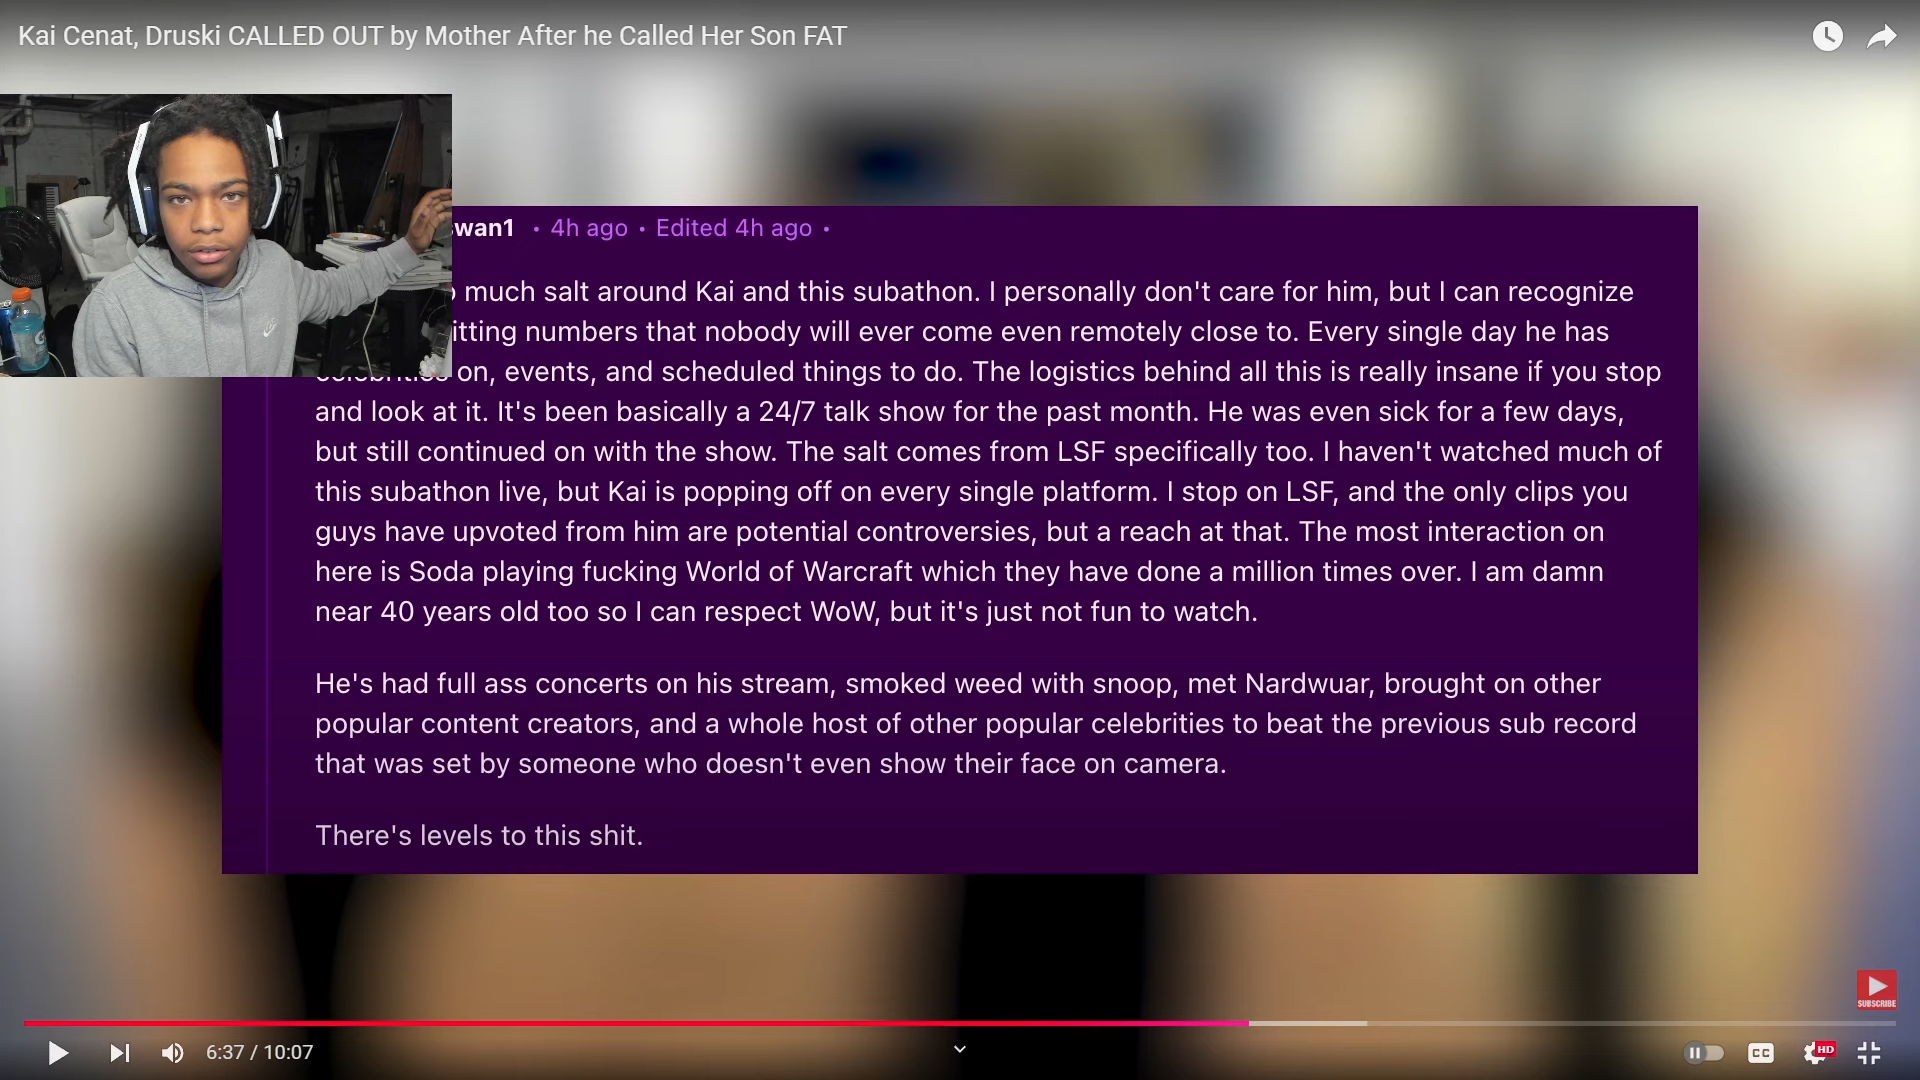 Kai Cenat, Druski CALLED OUT by Mother After he Called Her Son FAT
swan1 • 4h ago • Edited 4h ago •
much salt around Kai and this subathon. I personally don't care for him, but I can recognize
itting numbers that nobody will ever come even remotely close to. Every single day he has
celebrities on, events, and scheduled things to do. The logistics behind all this is really insane if you stop
and look at it. It's been basically a 24/7 talk show for the past month. He was even sick for a few days,
but still continued on with the show. The salt comes from LSF specifically too. I haven't watched much of
this subathon live, but Kai is popping off on every single platform. I stop on LSF, and the only clips you
guys have upvoted from him are potential controversies, but a reach at that. The most interaction on
here is Soda playing fucking World of Warcraft which they have done a million times over. I am damn
near 40 years old too so I can respect WoW, but it's just not fun to watch.
He's had full ass concerts on his stream, smoked weed with snoop, met Nardwuar, brought on other
popular content creators, and a whole host of other popular celebrities to beat the previous sub record
that was set by someone who doesn't even show their face on camera.
There's levels to this shit.
SUBSCRIBE
6:37 / 10:07
CC
HD